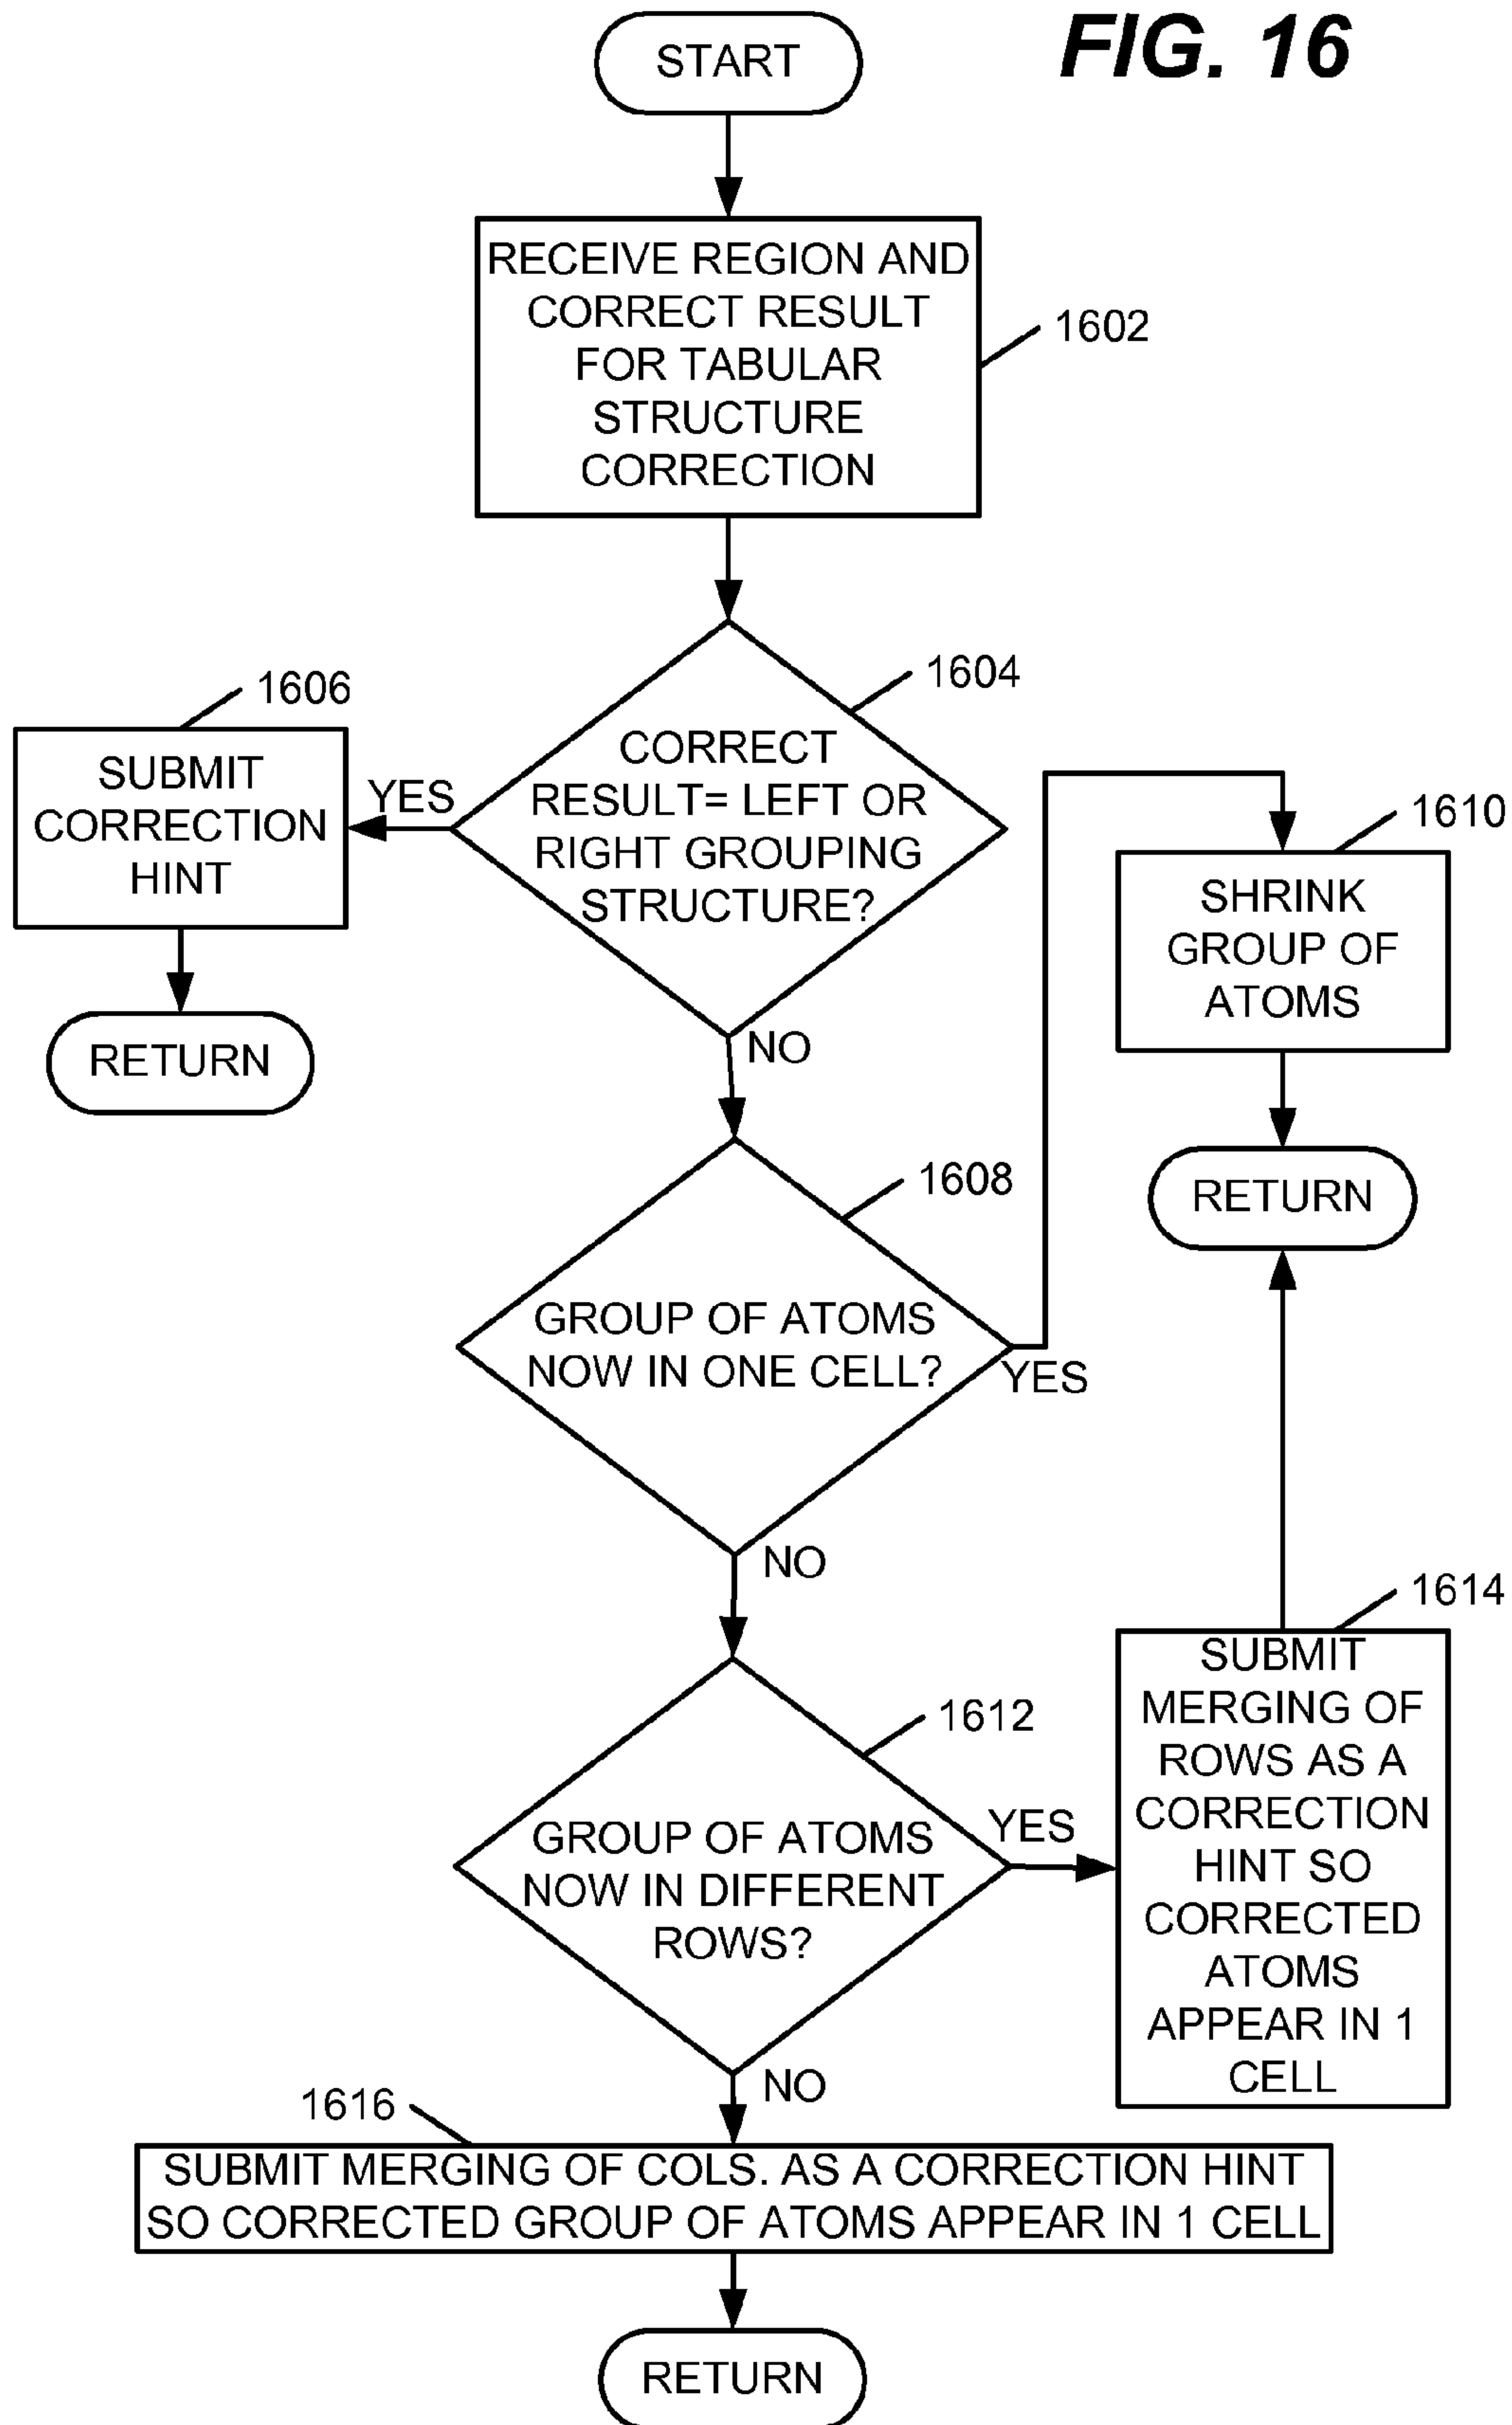 FIG. 16
START
RECEIVE REGION AND
CORRECT RESULT
FOR TABULAR
STRUCTURE
CORRECTION
1602
1604
CORRECT
RESULT= LEFT OR
RIGHT GROUPING
STRUCTURE?
YES
1606
SUBMIT
CORRECTION
HINT
RETURN
NO
1608
GROUP OF ATOMS
NOW IN ONE CELL?
YES
1610
SHRINK
GROUP OF
ATOMS
RETURN
NO
1612
GROUP OF ATOMS
NOW IN DIFFERENT
ROWS?
YES
1614
SUBMIT
MERGING OF
ROWS AS A
CORRECTION
HINT SO
CORRECTED
ATOMS
APPEAR IN 1
CELL
NO
1616
SUBMIT MERGING OF COLS. AS A CORRECTION HINT
SO CORRECTED GROUP OF ATOMS APPEAR IN 1 CELL
RETURN